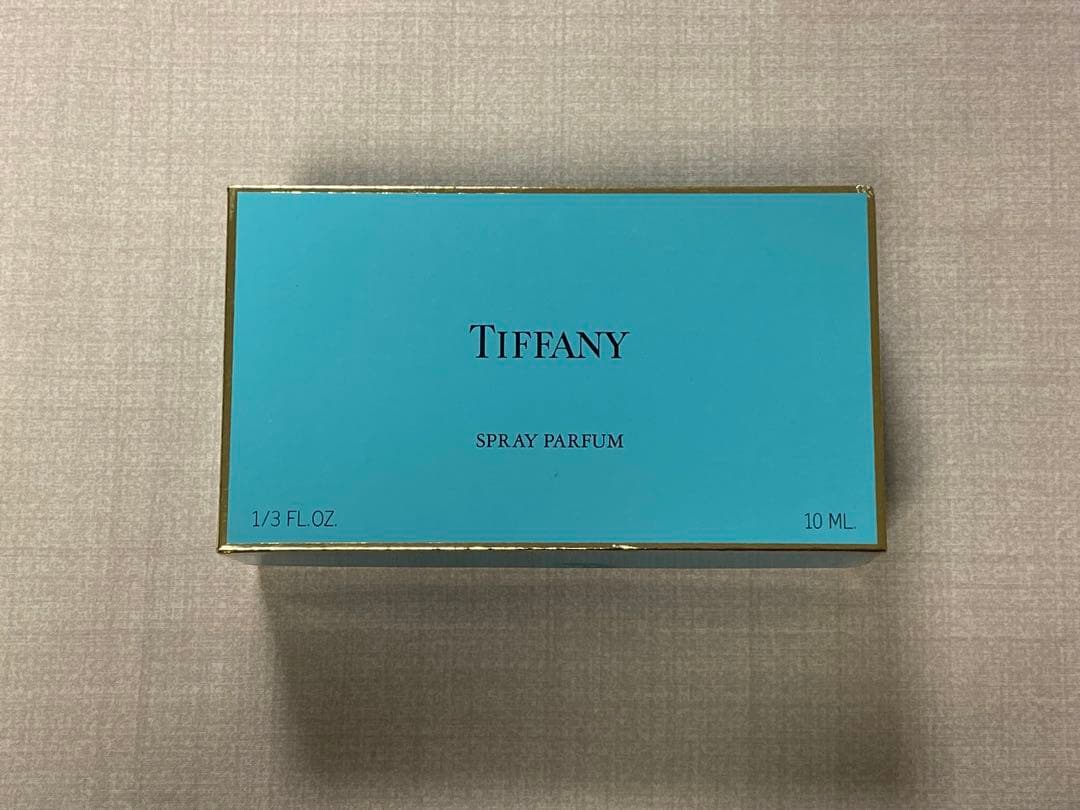 TIFFANY
SPRAY PARFUM
1/3 FL.OZ.
10 ML.